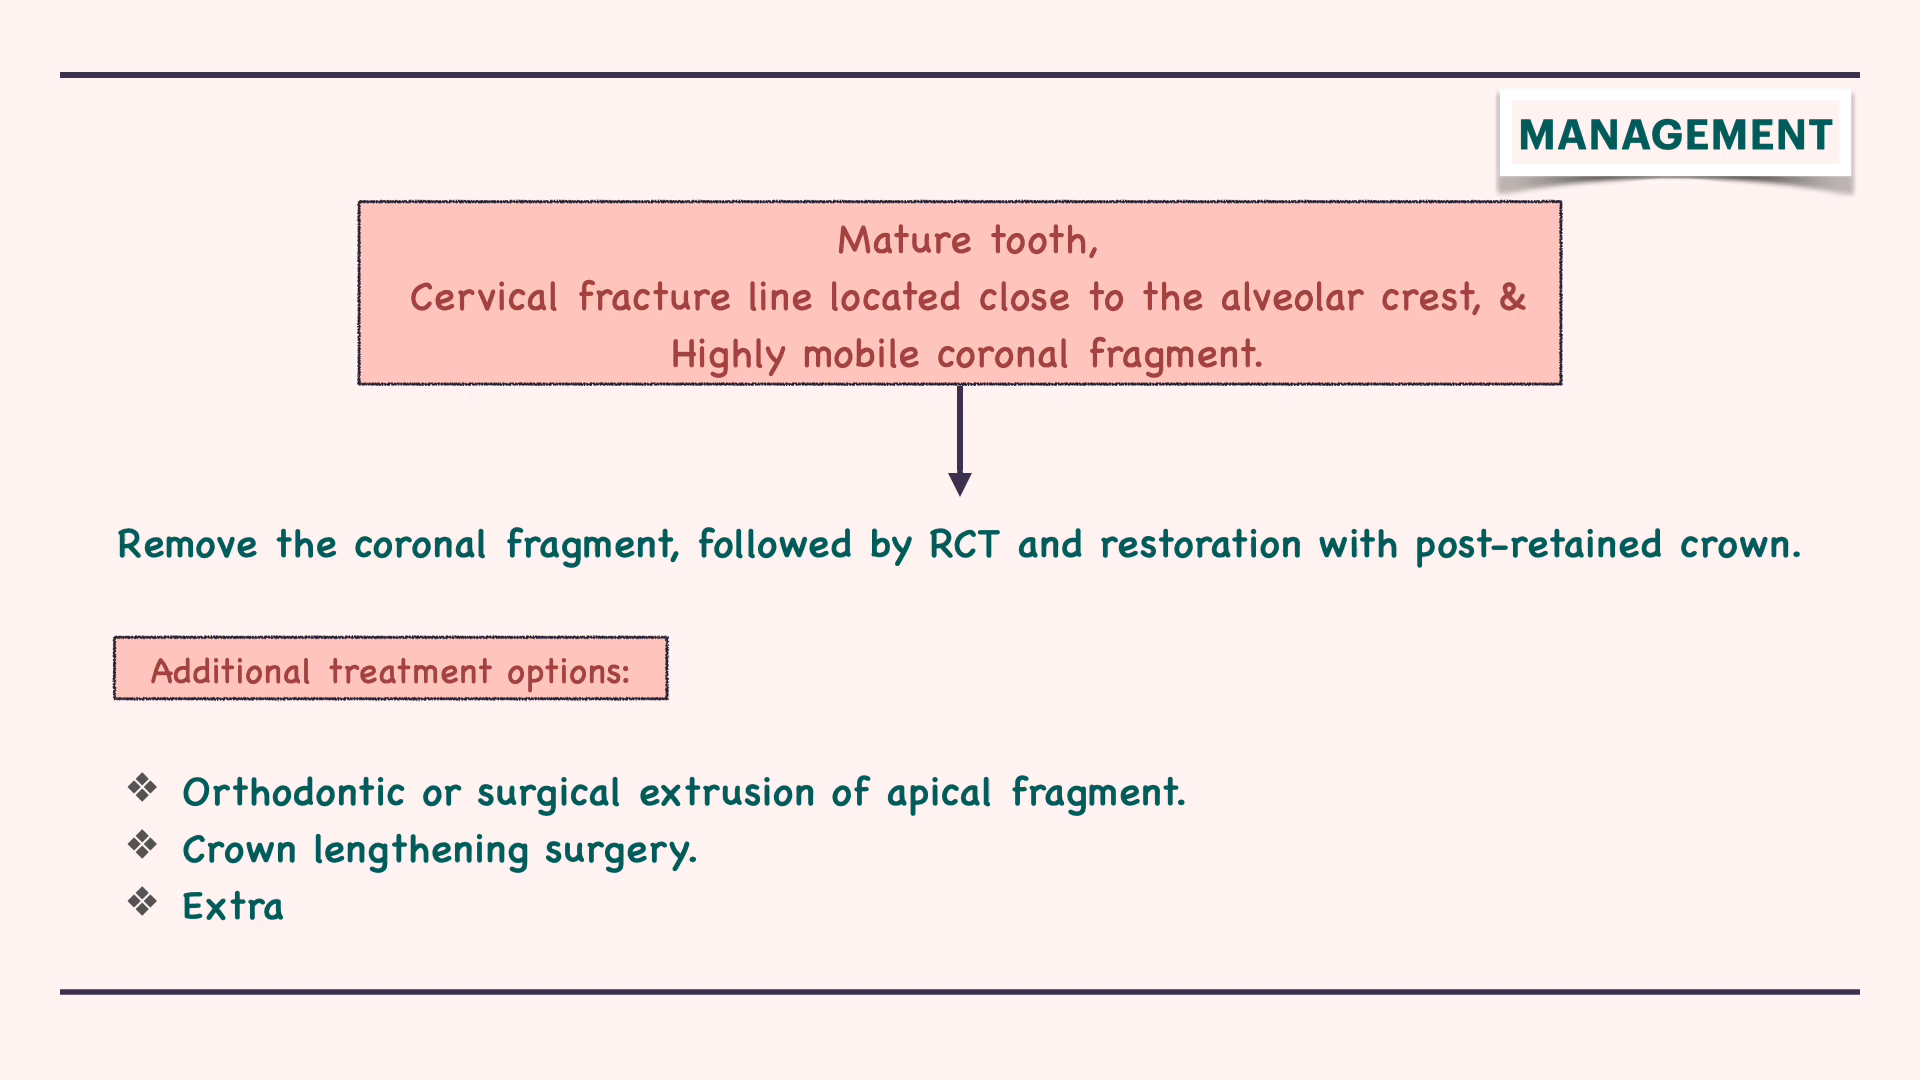 MANAGEMENT
Mature tooth,
Cervical fracture line located close to the alveolar crest, &
Highly mobile coronal fragment.
Remove the coronal fragment, followed by RCT and restoration with post-retained crown.
Additional treatment options:
❖ Orthodontic or surgical extrusion of apical fragment.
❖ Crown lengthening surgery.
❖ Extra